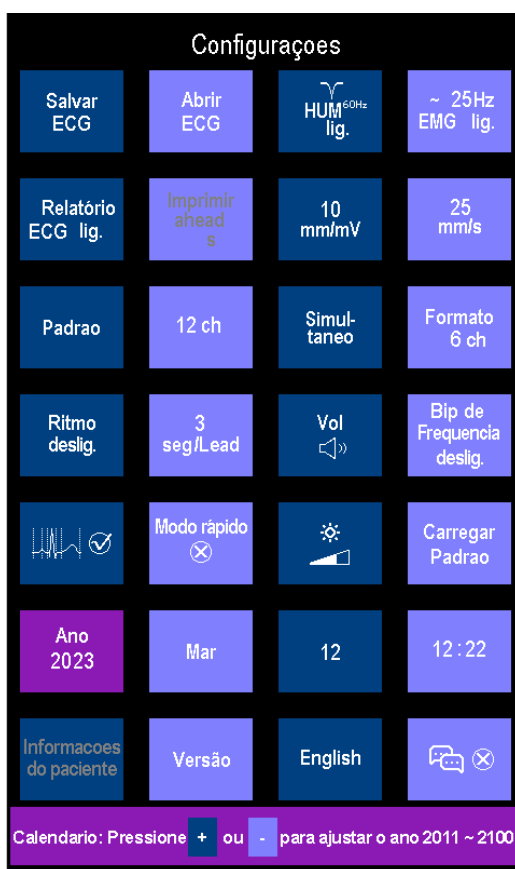 Configuraçoes
Salvar
ECG
Abrir
ECG
HUM60Hz
lig.
~ 25Hz
EMG lig.
Relatório
ECG lig.
Imprimir
ahead
s
10
mm/mV
25
mm/s
Padrao
12 ch
Simul-
taneo
Formato
6 ch
Ritmo
deslig.
3
seg/Lead
Vol
Bip de
Frequencia
deslig.
Modo rápido
Carregar
Padrao
Ano
2023
Mar
12
12:22
Informacoes
do paciente
Versão
English
Calendario: Pressione + ou - para ajustar o ano 2011 ~ 2100